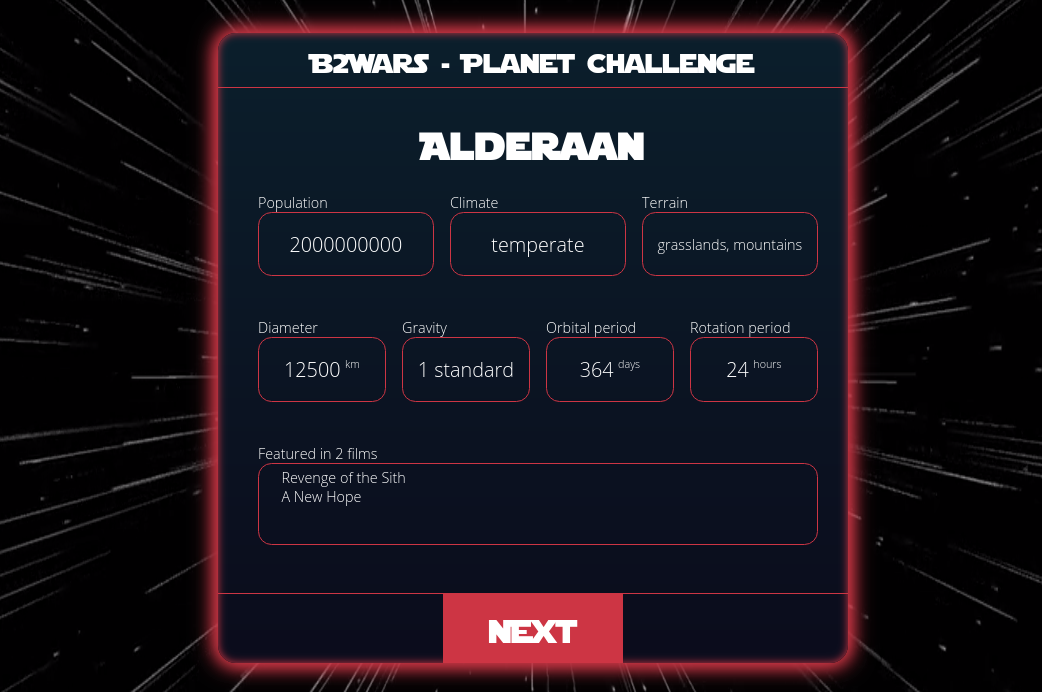 B2WARS - PLANET CHALLENGE
ALDERAAN
Population Climate Terrain
2000000000 temperate grasslands, mountains
Diameter Gravity Orbital period Rotation period
12500 km 1 standard 364 days 24 hours
Featured in 2 films
Revenge of the Sith
A New Hope
NEXT